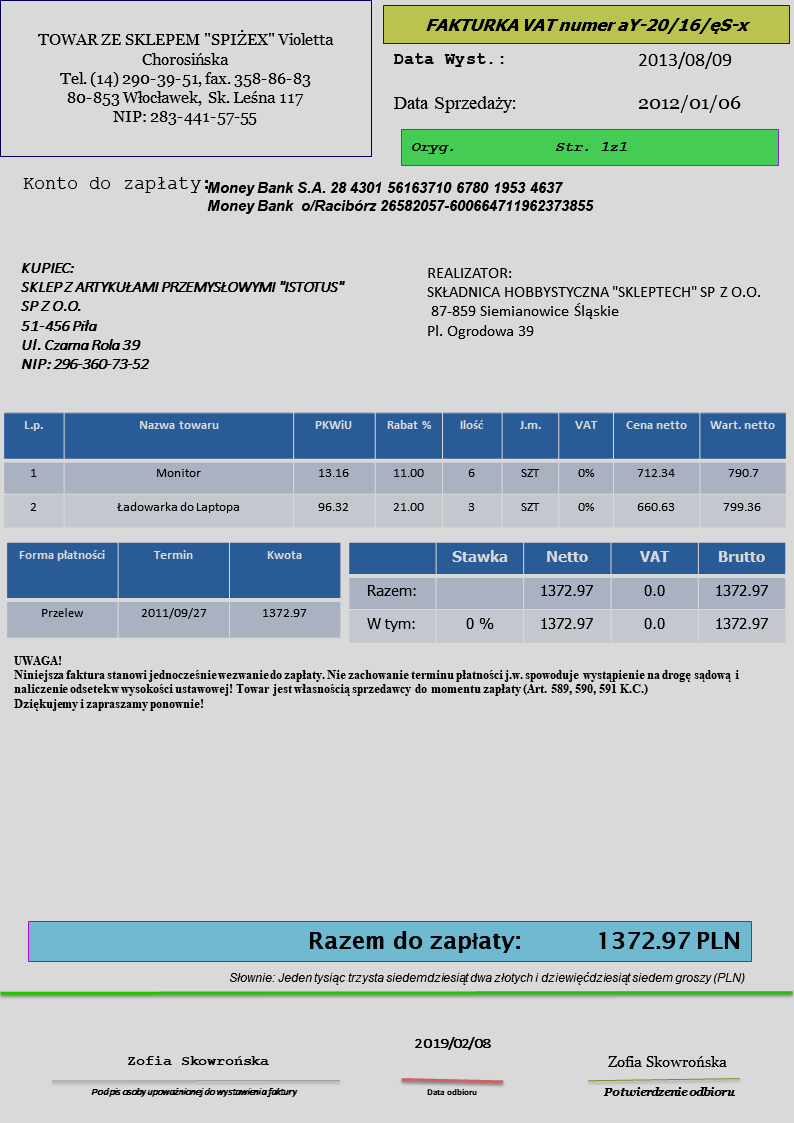 TOWAR ZE SKLEPEM "SPIŻEX" Violetta
Chorosińska
Tel. (14) 290-39-51, fax. 358-86-83
80-853 Włocławek, Sk. Leśna 117
NIP: 283-441-57-55
FAKTURKA VAT numer aY-20/16/ęS-x
Data Wyst.: 2013/08/09
Data Sprzedaży: 2012/01/06
Oryg. Str. 1z1
Konto do zapłaty:
Money Bank S.A. 28 4301 56163710 6780 1953 4637
Money Bank o/Racibórz 26582057-600664711962373855
KUPIEC:
SKLEP Z ARTYKUŁAMI PRZEMYSŁOWYMI "ISTOTUS"
SP Z O.O.
51-456 Piła
Ul. Czarna Rola 39
NIP: 296-360-73-52
REALIZATOR:
SKŁADNICA HOBBYSTYCZNA "SKLEPTECH" SP Z O.O.
87-859 Siemianowice Śląskie
Pl. Ogrodowa 39
L.p. Nazwa towaru PKWiU Rabat % Ilość J.m. VAT Cena netto Wart. netto
1 Monitor 13.16 11.00 6 SZT 0% 712.34 790.7
2 Ładowarka do Laptopa 96.32 21.00 3 SZT 0% 660.63 799.36
Forma płatności Termin Kwota
Przelew 2011/09/27 1372.97
Stawka Netto VAT Brutto
Razem: 1372.97 0.0 1372.97
W tym: 0 % 1372.97 0.0 1372.97
UWAGA!
Niniejsza faktura stanowi jednocześnie wezwanie do zapłaty. Nie zachowanie terminu płatności j.w. spowoduje wystąpienie na drogę sądową i
naliczenie odsetek w wysokości ustawowej! Towar jest własnością sprzedawcy do momentu zapłaty (Art. 589, 590, 591 K.C.)
Dziękujemy i zapraszamy ponownie!
Razem do zapłaty: 1372.97 PLN
Słownie: Jeden tysiąc trzysta siedemdziesiąt dwa złotych i dziewięćdziesiąt siedem groszy (PLN)
Zofia Skowrońska
Podpis osoby upoważnionej do wystawienia faktury
2019/02/08
Data odbioru
Zofia Skowrońska
Potwierdzenie odbioru